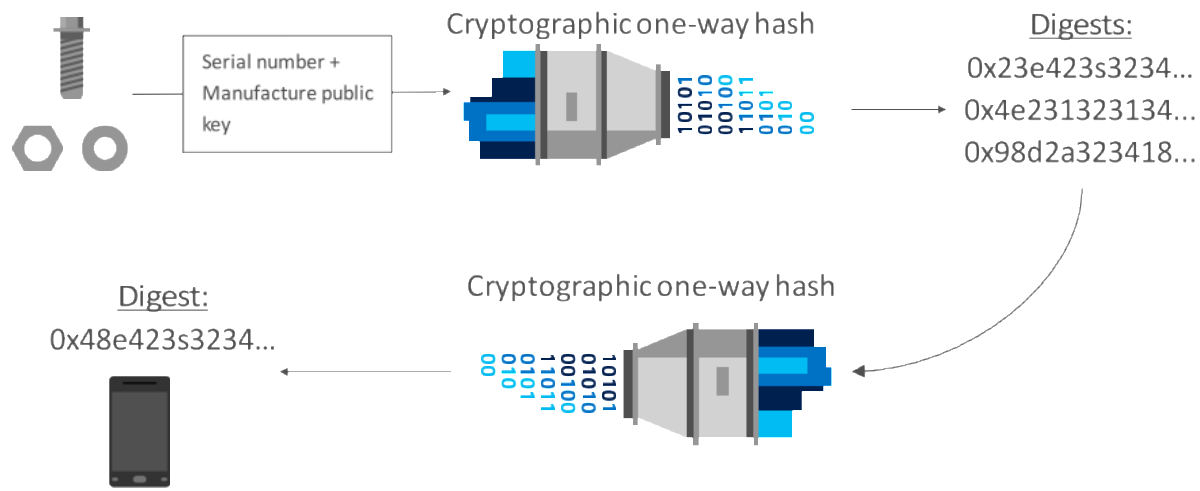 Cryptographic one-way hash
Digests:
Serial number +
Manufacture public
key
10101
01010
00100
11011
0101
010
00
0x23e423s3234...
0x4e231323134...
0x98d2a323418...
Cryptographic one-way hash
Digest:
0x48e423s3234...
00
010
0101
11011
00100
01010
10101